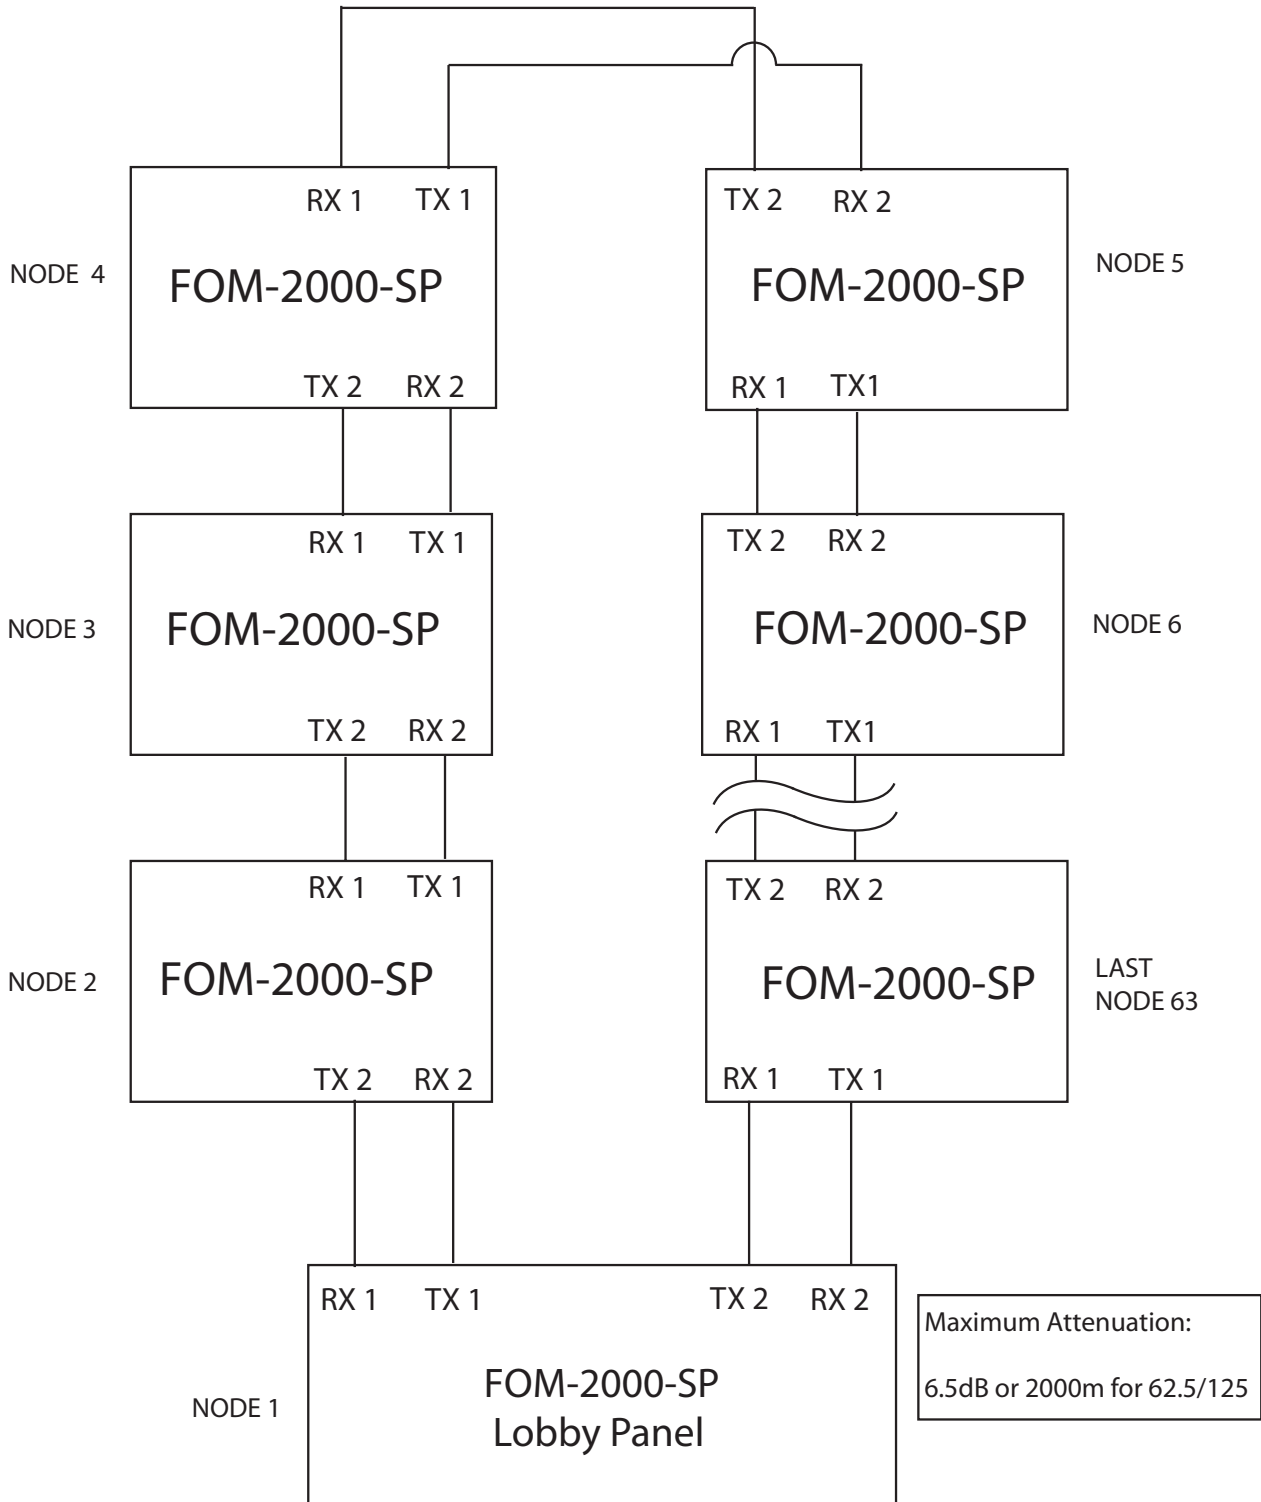 RX 1 TX 1
TX 2 RX 2
NODE 4
FOM-2000-SP
FOM-2000-SP
NODE 5
TX 2 RX 2
RX 1 TX1
RX 1 TX 1
TX 2 RX 2
NODE 3
FOM-2000-SP
FOM-2000-SP
NODE 6
TX 2 RX 2
RX 1 TX1
RX 1 TX 1
TX 2 RX 2
NODE 2
FOM-2000-SP
FOM-2000-SP
LAST
NODE 63
TX 2 RX 2
RX 1 TX 1
RX 1 TX 1
TX 2 RX 2
NODE 1
FOM-2000-SP
Lobby Panel
Maximum Attenuation:
6.5dB or 2000m for 62.5/125